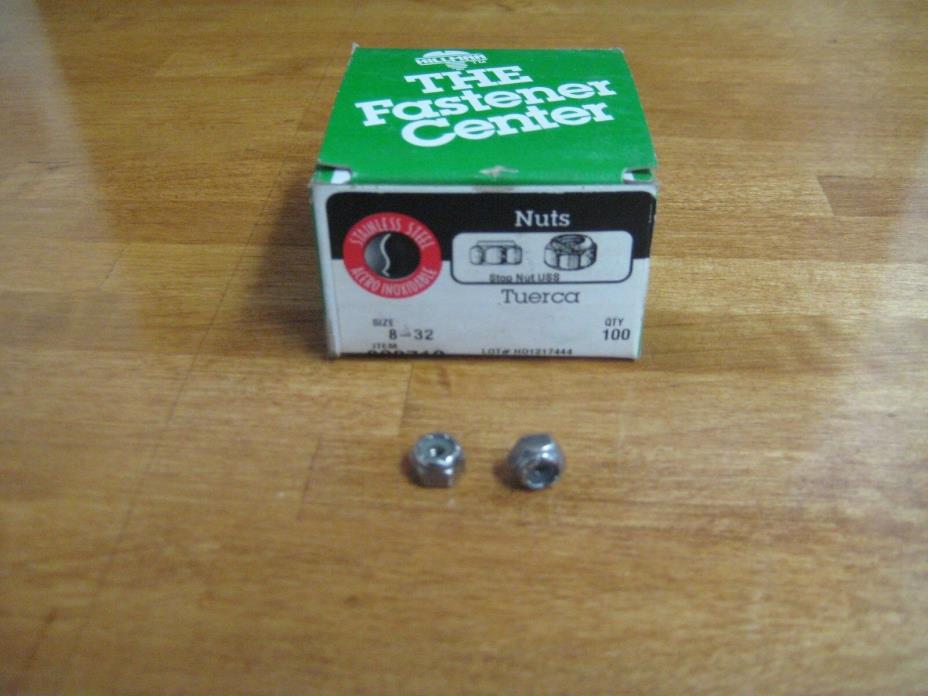 HILLMAN
THE
Fastener
Center
STAINLESS STEEL
ACERO INOXIDABLE
Nuts
Stop Nut USS
Tuerca
SIZE
8-32
QTY
100
ITEM
LOT# H01217444